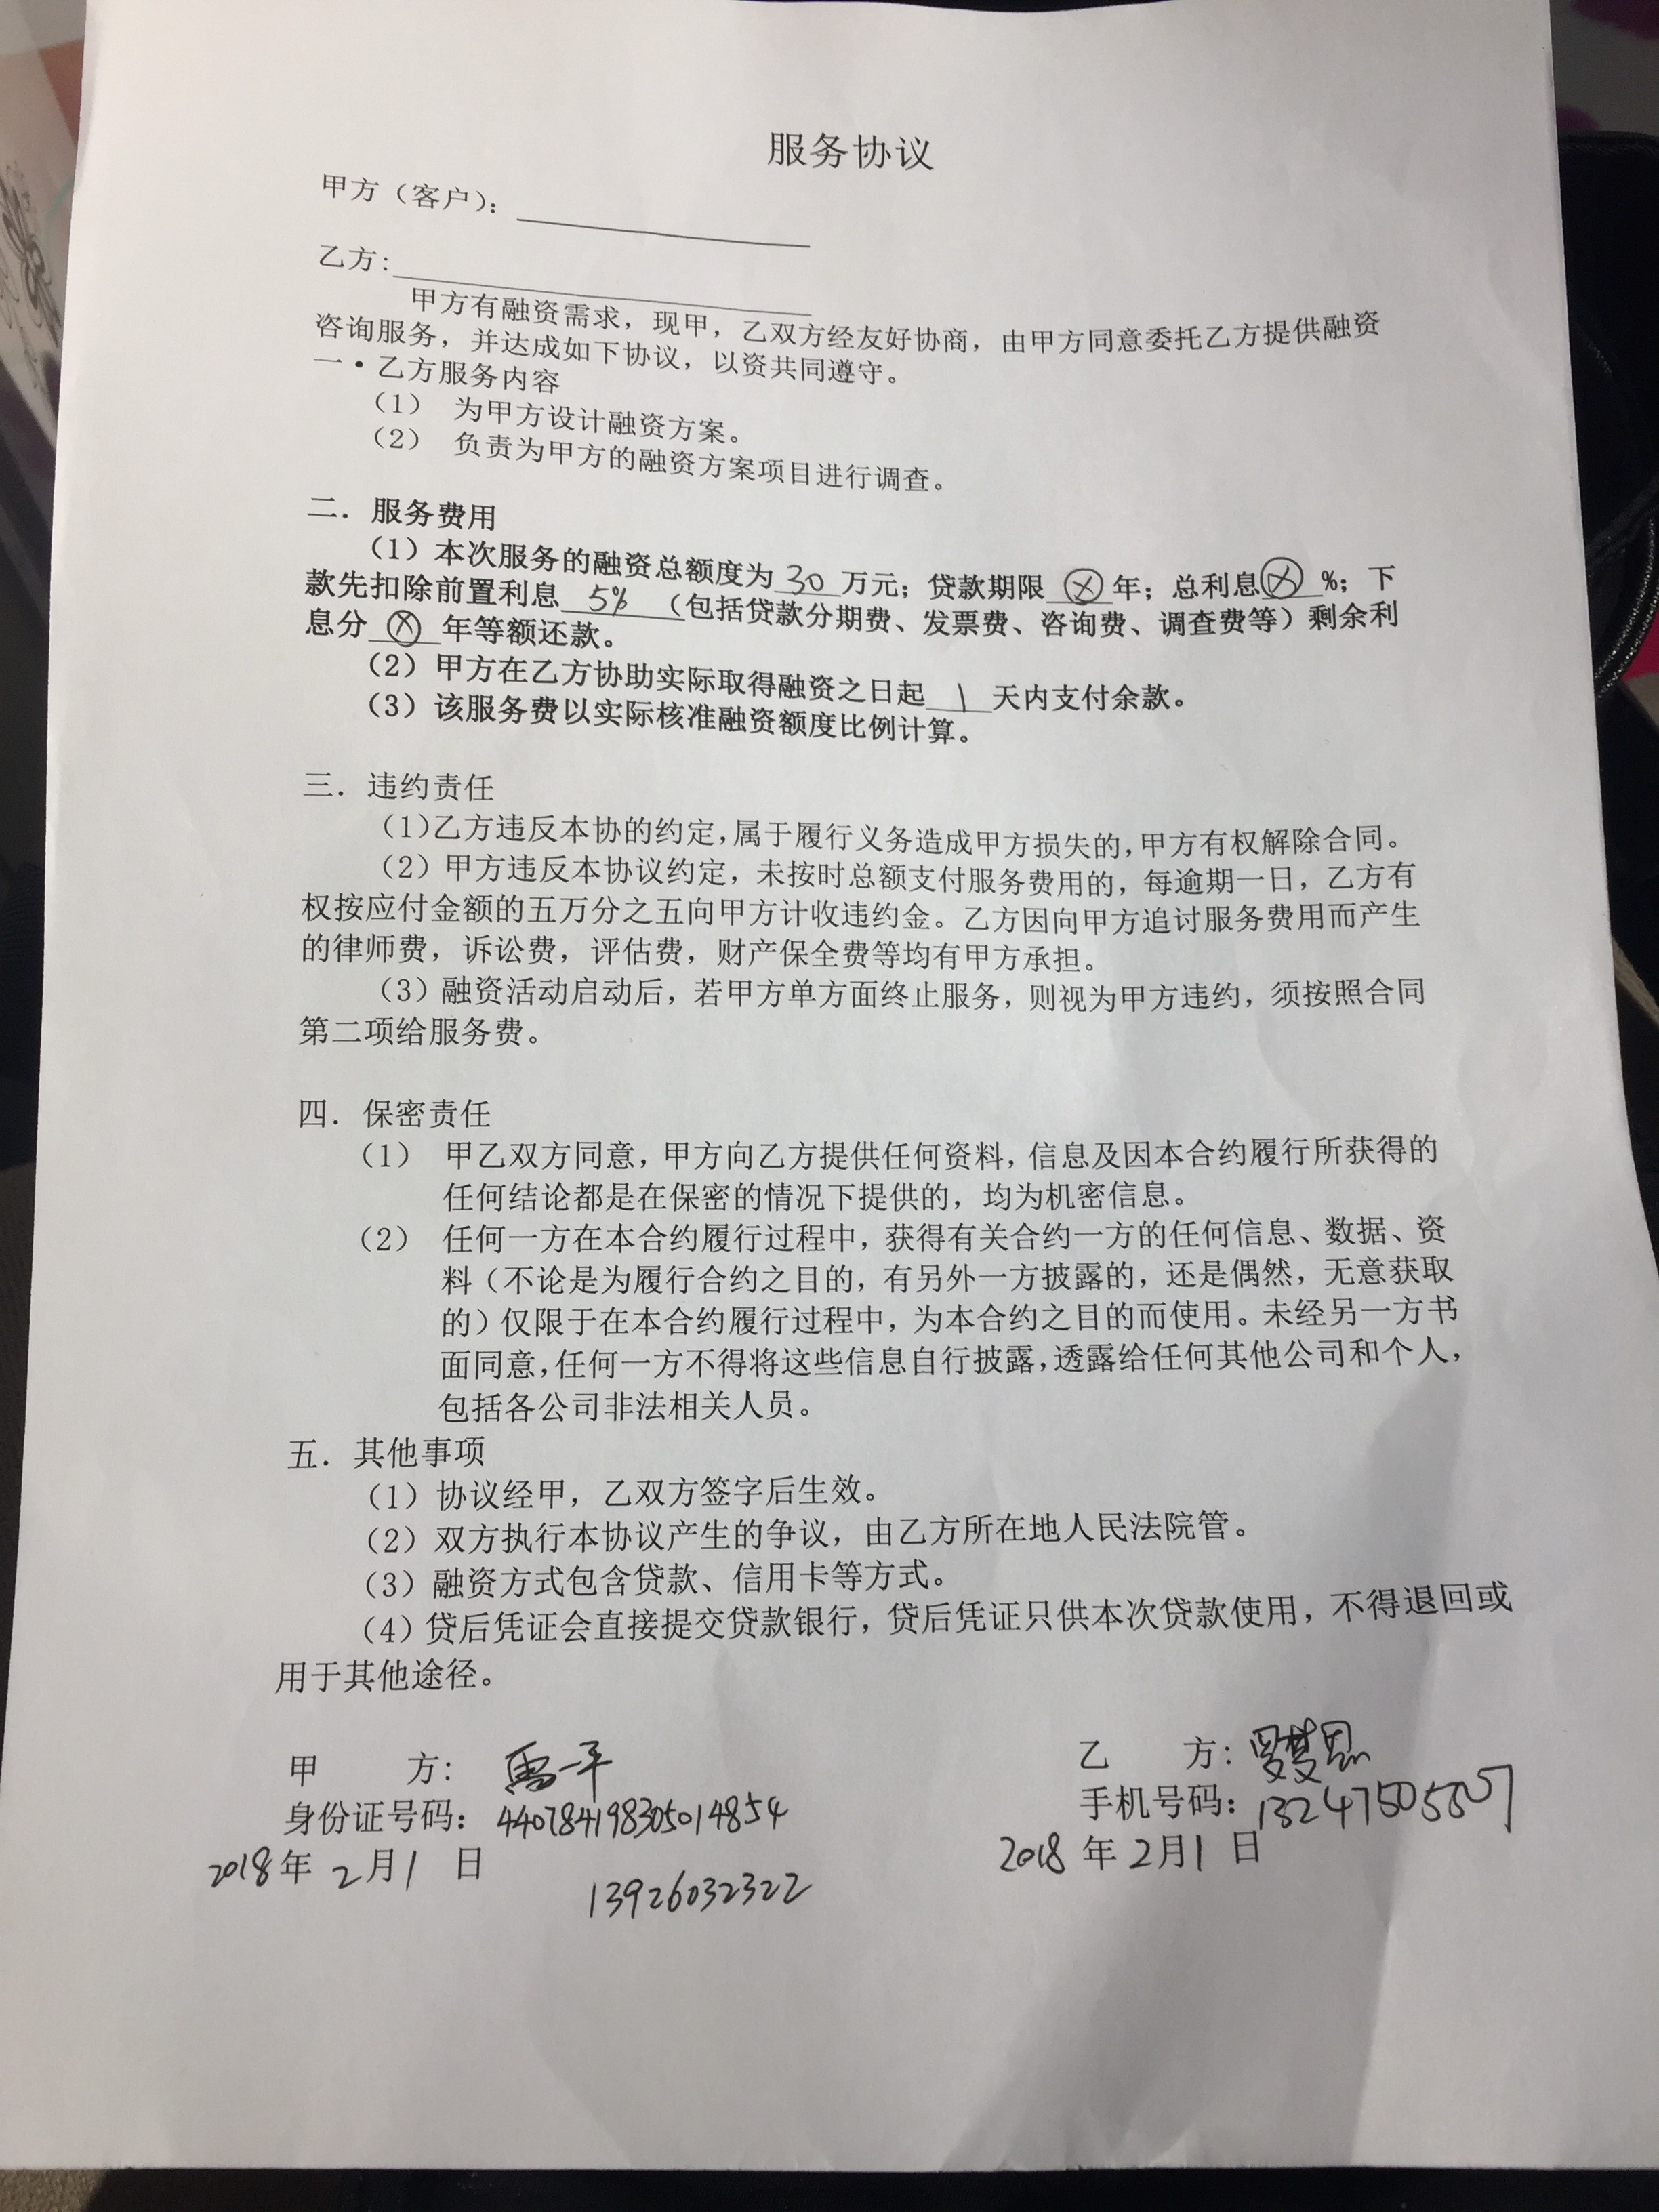 服务协议
甲方（客户）：
乙方：
甲方有融资需求，现甲，乙双方经友好协商，由甲方同意委托乙方提供融资
咨询服务，并达成如下协议，以资共同遵守。
一·乙方服务内容
（1） 为甲方设计融资方案。
（2） 负责为甲方的融资方案项目进行调查。
二．服务费用
（1）本次服务的融资总额度为 30 万元；贷款期限 ⊗ 年；总利息 ⊗ %；下
款先扣除前置利息 5% （包括贷款分期费、发票费、咨询费、调查费等）剩余利
息分 ⊗ 年等额还款。
（2）甲方在乙方协助实际取得融资之日起 1 天内支付余款。
（3）该服务费以实际核准融资额度比例计算。
三．违约责任
（1）乙方违反本协的约定，属于履行义务造成甲方损失的，甲方有权解除合同。
（2）甲方违反本协议约定，未按时总额支付服务费用的，每逾期一日，乙方有
权按应付金额的五万分之五向甲方计收违约金。乙方因向甲方追讨服务费用而产生
的律师费，诉讼费，评估费，财产保全费等均有甲方承担。
（3）融资活动启动后，若甲方单方面终止服务，则视为甲方违约，须按照合同
第二项给服务费。
四．保密责任
（1） 甲乙双方同意，甲方向乙方提供任何资料，信息及因本合约履行所获得的
任何结论都是在保密的情况下提供的，均为机密信息。
（2） 任何一方在本合约履行过程中，获得有关合约一方的任何信息、数据、资
料（不论是为履行合约之目的，有另外一方披露的，还是偶然，无意获取
的）仅限于在本合约履行过程中，为本合约之目的而使用。未经另一方书
面同意，任何一方不得将这些信息自行披露，透露给任何其他公司和个人，
包括各公司非法相关人员。
五．其他事项
（1）协议经甲，乙双方签字后生效。
（2）双方执行本协议产生的争议，由乙方所在地人民法院管。
（3）融资方式包含贷款、信用卡等方式。
（4）贷后凭证会直接提交贷款银行，贷后凭证只供本次贷款使用，不得退回或
用于其他途径。
甲 方： 雷一平
身份证号码：440784198305014854
2018年 2月1 日
13926032322
乙 方：
手机号码：13247505507
2018 年 2月1 日